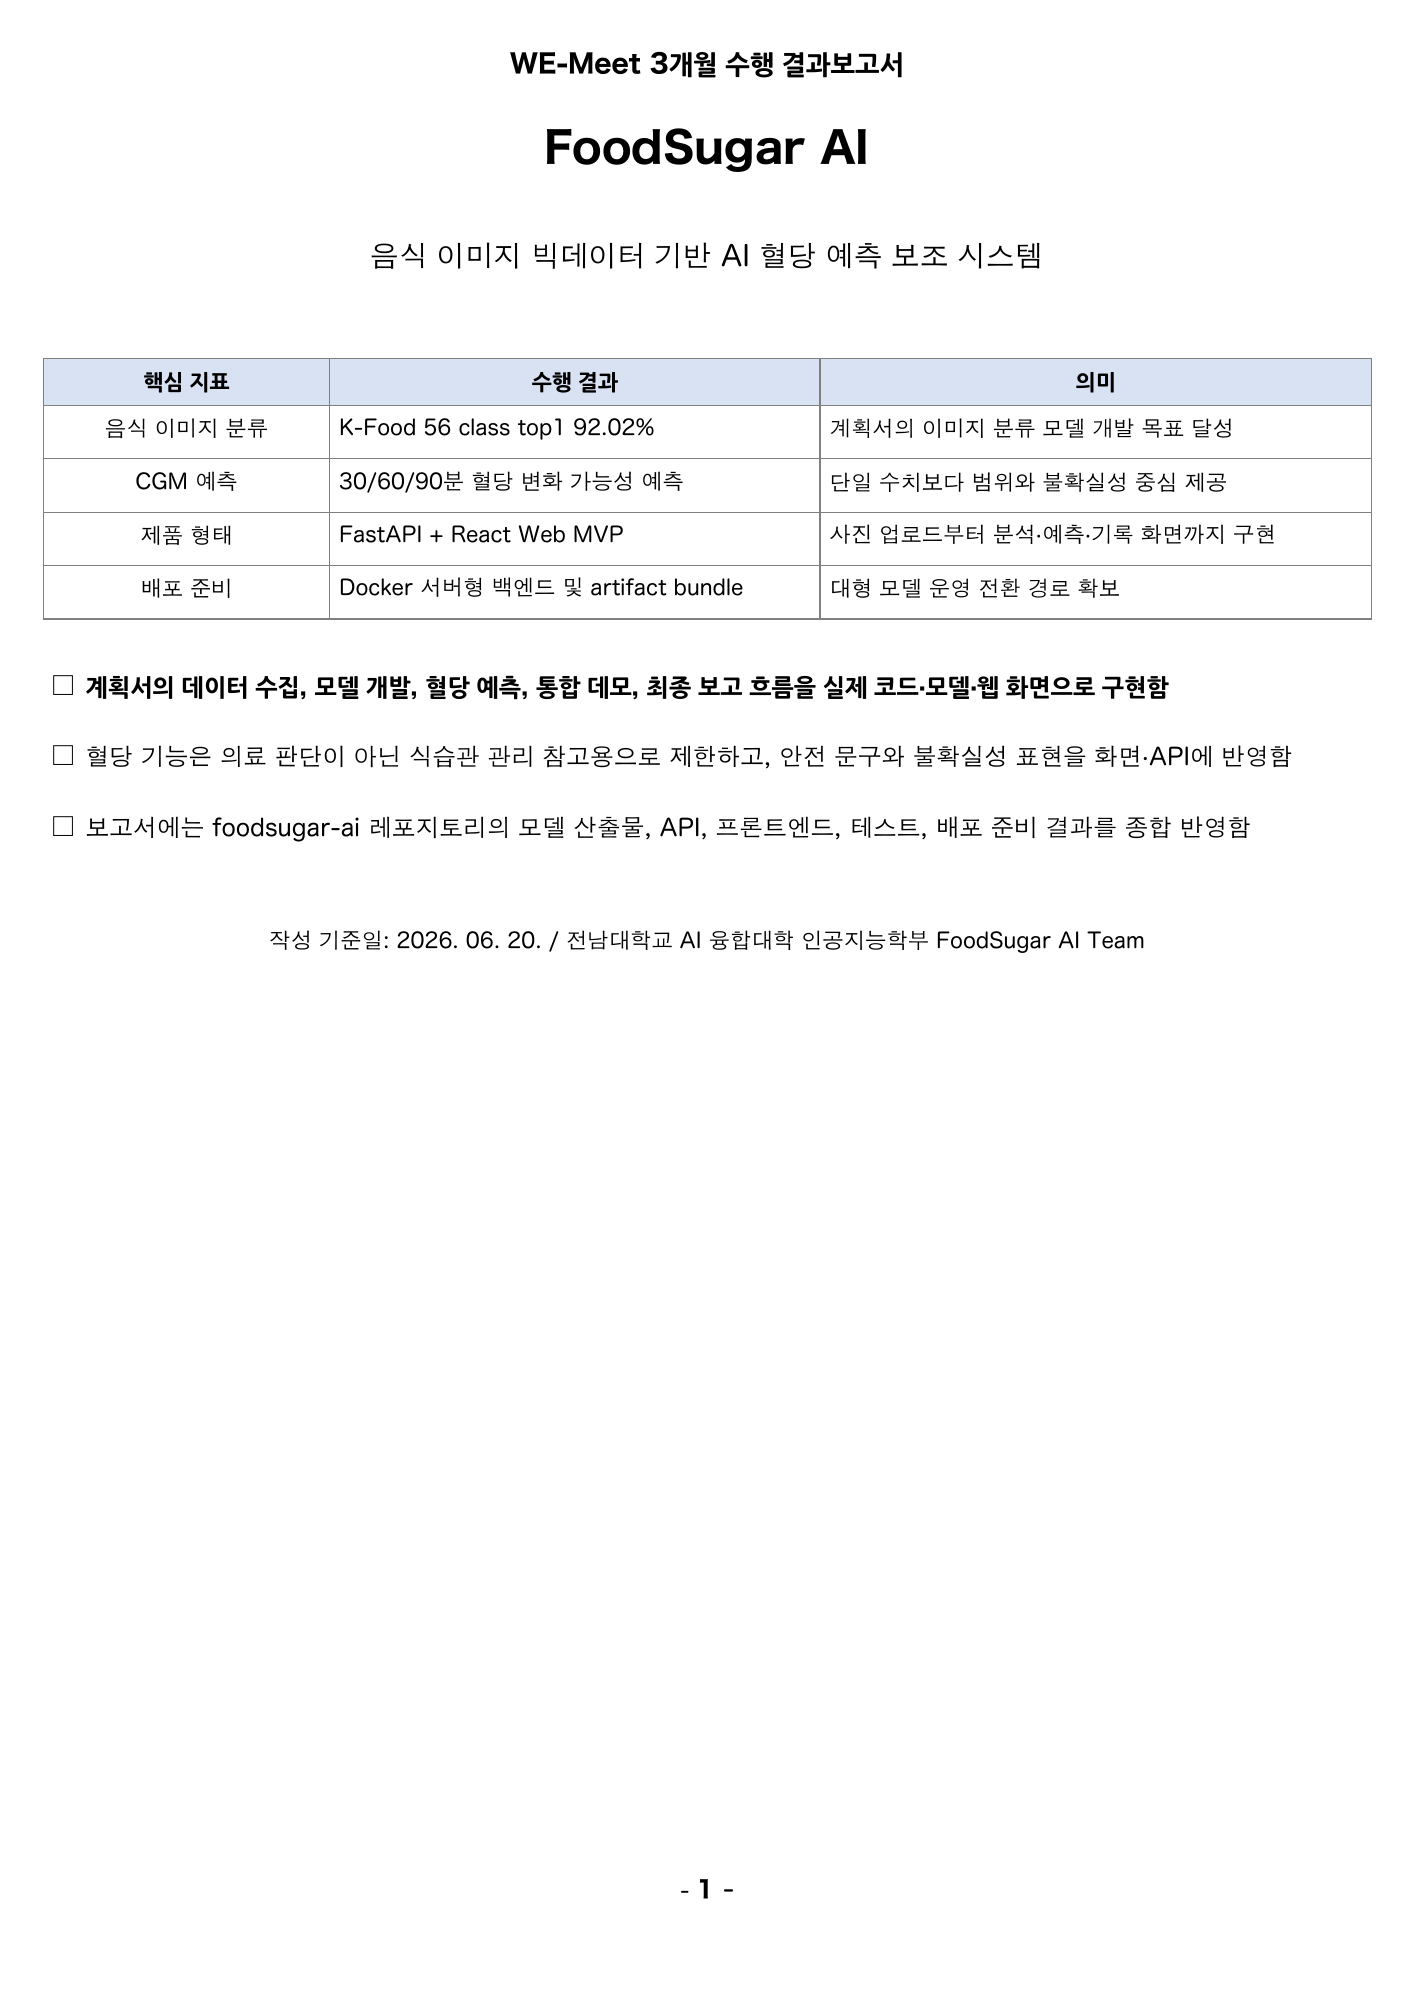 WE-Meet 3개월 수행 결과보고서
FoodSugar AI
음식 이미지 빅데이터 기반 AI 혈당 예측 보조 시스템
핵심 지표 수행 결과 의미
음식 이미지 분류 K-Food 56 class top1 92.02% 계획서의 이미지 분류 모델 개발 목표 달성
CGM 예측 30/60/90분 혈당 변화 가능성 예측 단일 수치보다 범위와 불확실성 중심 제공
제품 형태 FastAPI + React Web MVP 사진 업로드부터 분석·예측·기록 화면까지 구현
배포 준비 Docker 서버형 백엔드 및 artifact bundle 대형 모델 운영 전환 경로 확보
□ 계획서의 데이터 수집, 모델 개발, 혈당 예측, 통합 데모, 최종 보고 흐름을 실제 코드·모델·웹 화면으로 구현함
□ 혈당 기능은 의료 판단이 아닌 식습관 관리 참고용으로 제한하고, 안전 문구와 불확실성 표현을 화면·API에 반영함
□ 보고서에는 foodsugar-ai 레포지토리의 모델 산출물, API, 프론트엔드, 테스트, 배포 준비 결과를 종합 반영함
작성 기준일: 2026. 06. 20. / 전남대학교 AI 융합대학 인공지능학부 FoodSugar AI Team
- 1 -